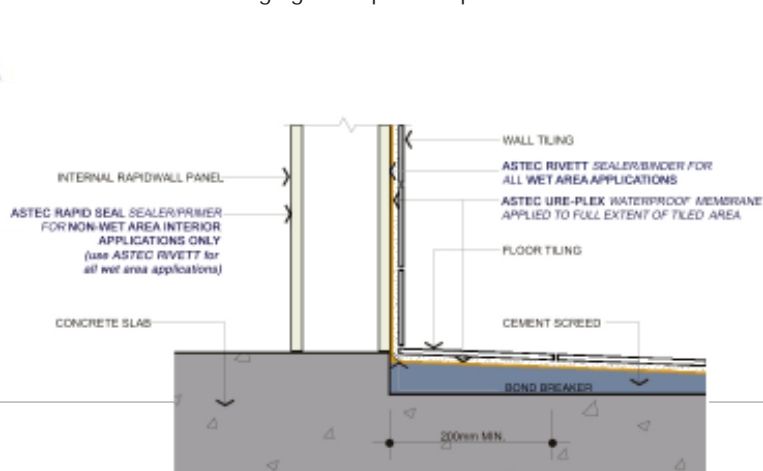 WALL TILING
INTERNAL RAPIDWALL PANEL
ASTEC RIVETT SEALER/BINDER FOR
ALL WET AREA APPLICATIONS
ASTEC RAPID SEAL SEALER/PRIMER
FOR NON-WET AREA INTERIOR
APPLICATIONS ONLY
(use ASTEC RIVETT for
all wet area applications)
ASTEC URE-PLEX WATERPROOF MEMBRANE
APPLIED TO FULL EXTENT OF TILED AREA
FLOOR TILING
CONCRETE SLAB
CEMENT SCREED
BOND BREAKER
200mm MIN.